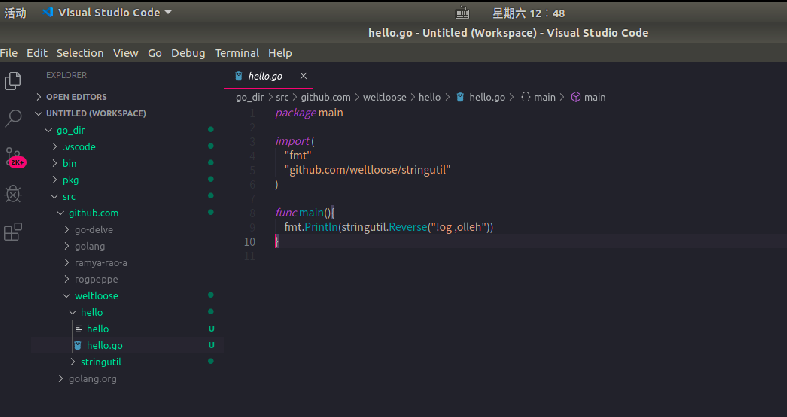 活动 Visual Studio Code 星期六 12:48
hello.go - Untitled (Workspace) - Visual Studio Code
File Edit Selection View Go Debug Terminal Help
EXPLORER
OPEN EDITORS
UNTITLED (WORKSPACE)
go_dir
.vscode
bin
pkg
src
github.com
go-delve
golang
ramya-rao-a
rogpeppe
weltloose
hello
hello
U
hello.go
U
stringutil
golang.org
2K+
hello.go
go_dir > src > github.com > weltloose > hello > hello.go > {} main > main
1 package main
2
3 import (
4 "fmt"
5 "github.com/weltloose/stringutil"
6 )
7
8 func main(){
9 fmt.Println(stringutil.Reverse("log ,olleh"))
10 }
11